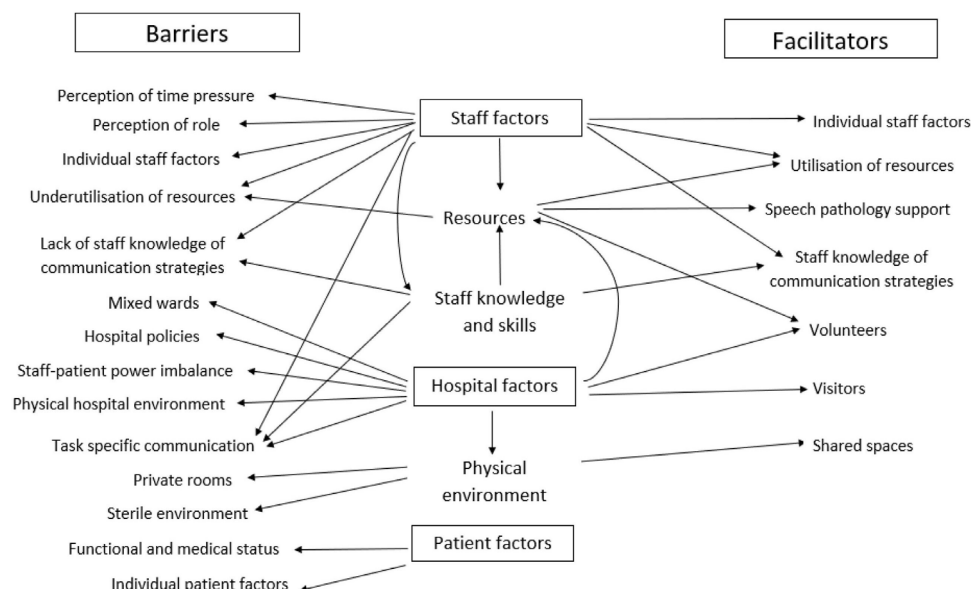 Barriers
Facilitators
Perception of time pressure
Perception of role
Individual staff factors
Underutilisation of resources
Lack of staff knowledge of
communication strategies
Mixed wards
Hospital policies
Staff-patient power imbalance
Physical hospital environment
Task specific communication
Private rooms
Sterile environment
Functional and medical status
Individual patient factors
Staff factors
Resources
Staff knowledge
and skills
Hospital factors
Physical
environment
Patient factors
Individual staff factors
Utilisation of resources
Speech pathology support
Staff knowledge of
communication strategies
Volunteers
Visitors
Shared spaces